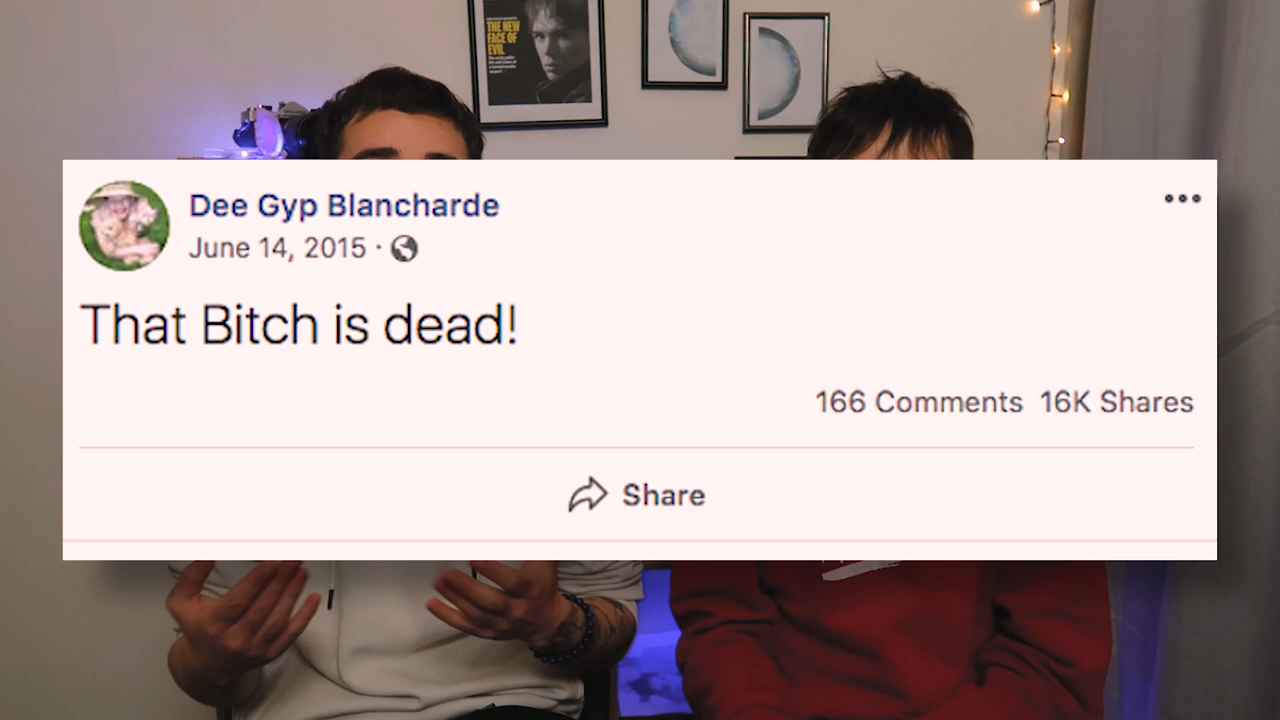 THE NEW
FACE OF
EVIL
Dee Gyp Blancharde
June 14, 2015 ·
That Bitch is dead!
166 Comments 16K Shares
Share